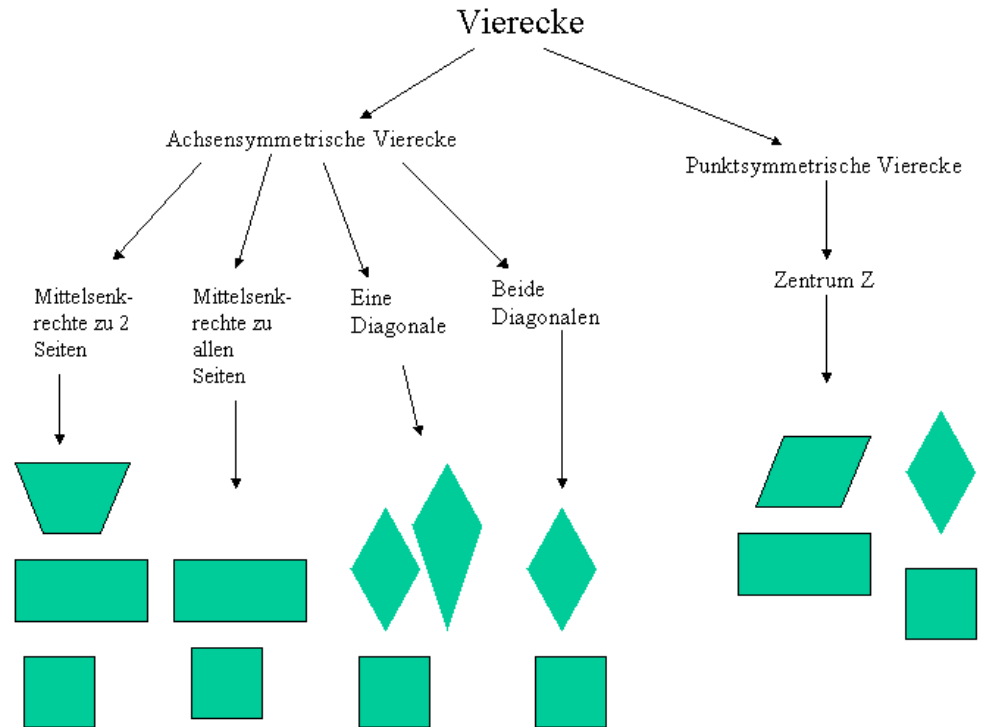 Vierecke
Achsensymmetrische Vierecke
Punktsymmetrische Vierecke
Mittelsenk-
rechte zu 2
Seiten
Mittelsenk-
rechte zu
allen
Seiten
Eine
Diagonale
Beide
Diagonalen
Zentrum Z